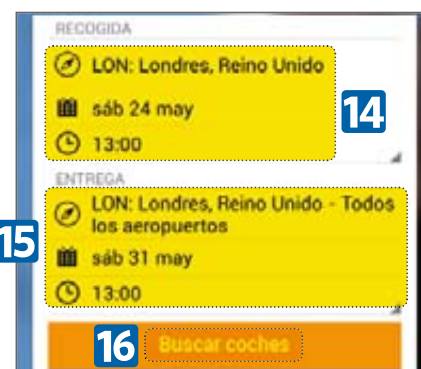 RECOGIDA
LON: Londres, Reino Unido
sáb 24 may
14
13:00
ENTREGA
LON: Londres, Reino Unido - Todos
los aeropuertos
15
sáb 31 may
13:00
16 Buscar coches